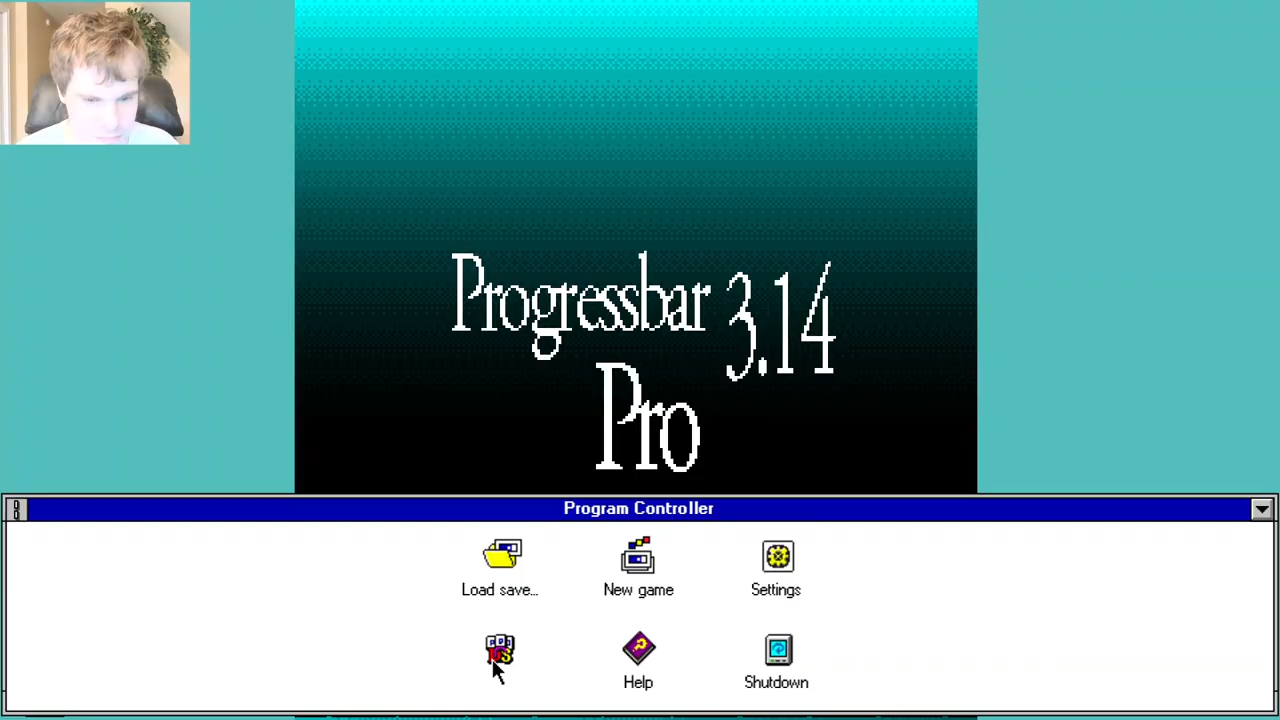 Progressbar 3.14
Pro
Program Controller
Load save...
New game
Settings
Help
Shutdown